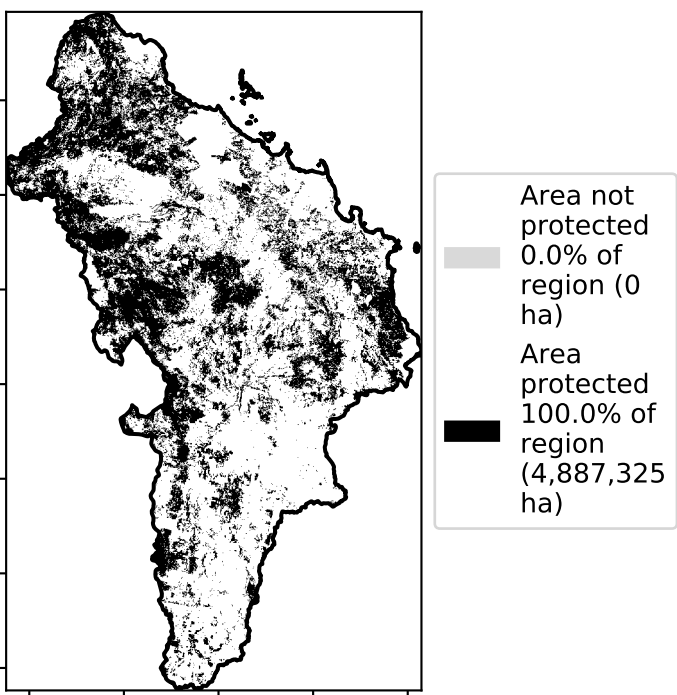 Area not
protected
0.0% of
region (0
ha)
Area
protected
100.0% of
region
(4,887,325
ha)